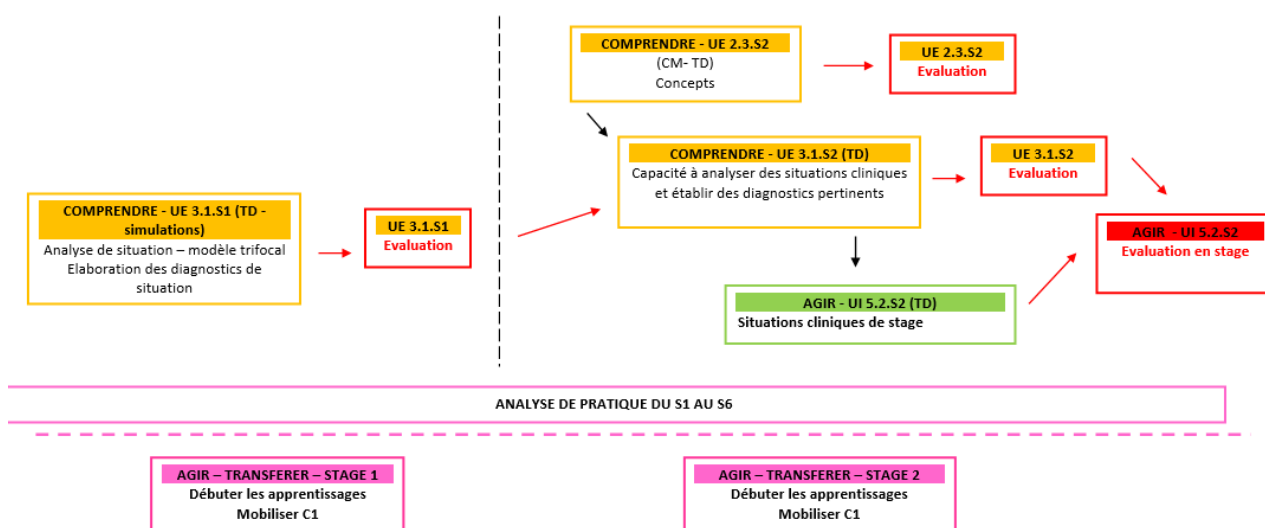 COMPRENDRE - UE 2.3.S2
(CM- TD)
Concepts
UE 2.3.S2
Evaluation
COMPRENDRE - UE 3.1.S2 (TD)
Capacité à analyser des situations cliniques
et établir des diagnostics pertinents
UE 3.1.S2
Evaluation
COMPRENDRE - UE 3.1.S1 (TD -
simulations)
Analyse de situation – modèle trifocal
Elaboration des diagnostics de
situation
UE 3.1.S1
Evaluation
AGIR - UI 5.2.S2
Evaluation en stage
AGIR - UI 5.2.S2 (TD)
Situations cliniques de stage
ANALYSE DE PRATIQUE DU S1 AU S6
AGIR – TRANSFERER – STAGE 1
Débuter les apprentissages
Mobiliser C1
AGIR – TRANSFERER – STAGE 2
Débuter les apprentissages
Mobiliser C1